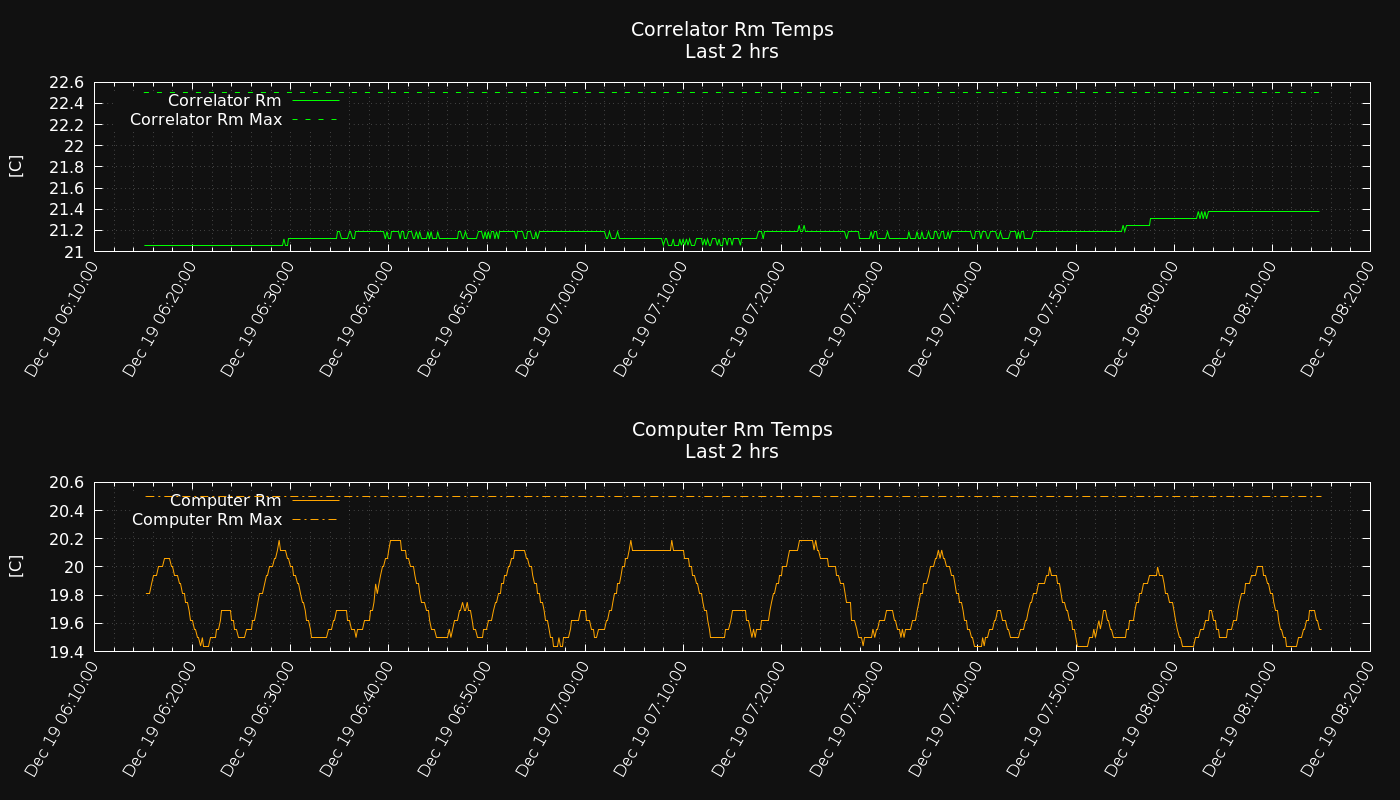 Correlator Rm Temps
Last 2 hrs
22.6
22.4
22.2
22
21.8
21.6
21.4
21.2
21
[C]
Correlator Rm
Correlator Rm Max
Dec 19 06:10:00
Dec 19 06:20:00
Dec 19 06:30:00
Dec 19 06:40:00
Dec 19 06:50:00
Dec 19 07:00:00
Dec 19 07:10:00
Dec 19 07:20:00
Dec 19 07:30:00
Dec 19 07:40:00
Dec 19 07:50:00
Dec 19 08:00:00
Dec 19 08:10:00
Dec 19 08:20:00
Computer Rm Temps
Last 2 hrs
20.6
20.4
20.2
20
19.8
19.6
19.4
[C]
Computer Rm
Computer Rm Max
Dec 19 06:10:00
Dec 19 06:20:00
Dec 19 06:30:00
Dec 19 06:40:00
Dec 19 06:50:00
Dec 19 07:00:00
Dec 19 07:10:00
Dec 19 07:20:00
Dec 19 07:30:00
Dec 19 07:40:00
Dec 19 07:50:00
Dec 19 08:00:00
Dec 19 08:10:00
Dec 19 08:20:00